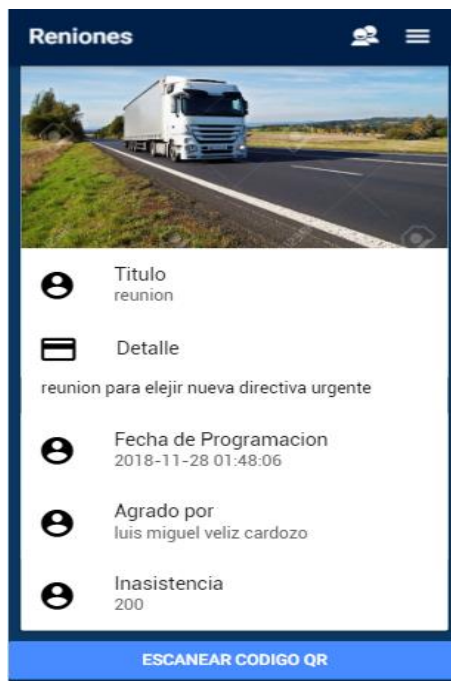 Reniones
Titulo
reunion
Detalle
reunion para elejir nueva directiva urgente
Fecha de Programacion
2018-11-28 01:48:06
Agrado por
luis miguel veliz cardozo
Inasistencia
200
ESCANEAR CODIGO QR